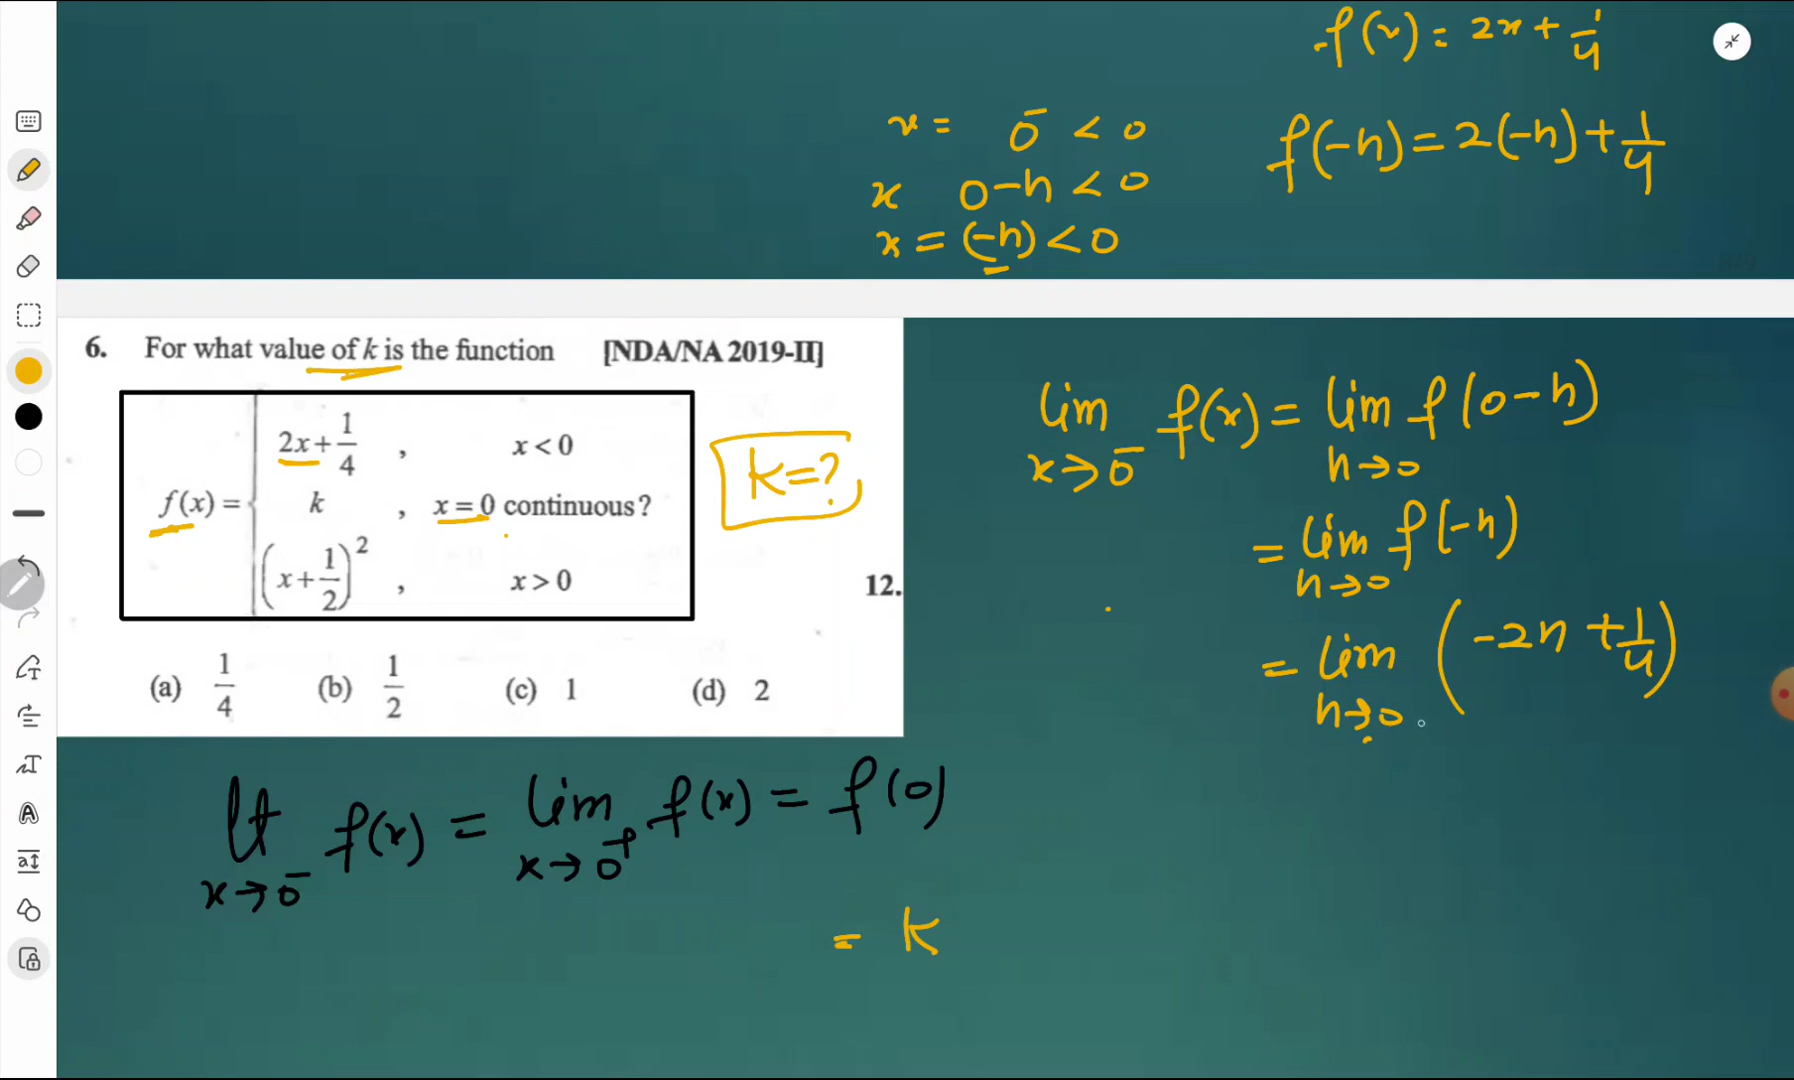 f(x) = 2x + 1/4
x = 0⁻ < 0
f(-h) = 2(-h) + 1/4
x 0-h < 0
x = (-h) < 0
6. For what value of k is the function [NDA/NA 2019-II]
f(x) = { 2x + 1/4 , x < 0
k , x = 0 continuous?
(x + 1/2)² , x > 0
k = ?
12.
(a) 1/4 (b) 1/2 (c) 1 (d) 2
lim x→0⁻ f(x) = lim h→0 f(0-h)
= lim h→0 f(-h)
= lim h→0 (-2h + 1/4)
lt x→0⁻ f(x) = lim x→0⁺ f(x) = f(0)
= k